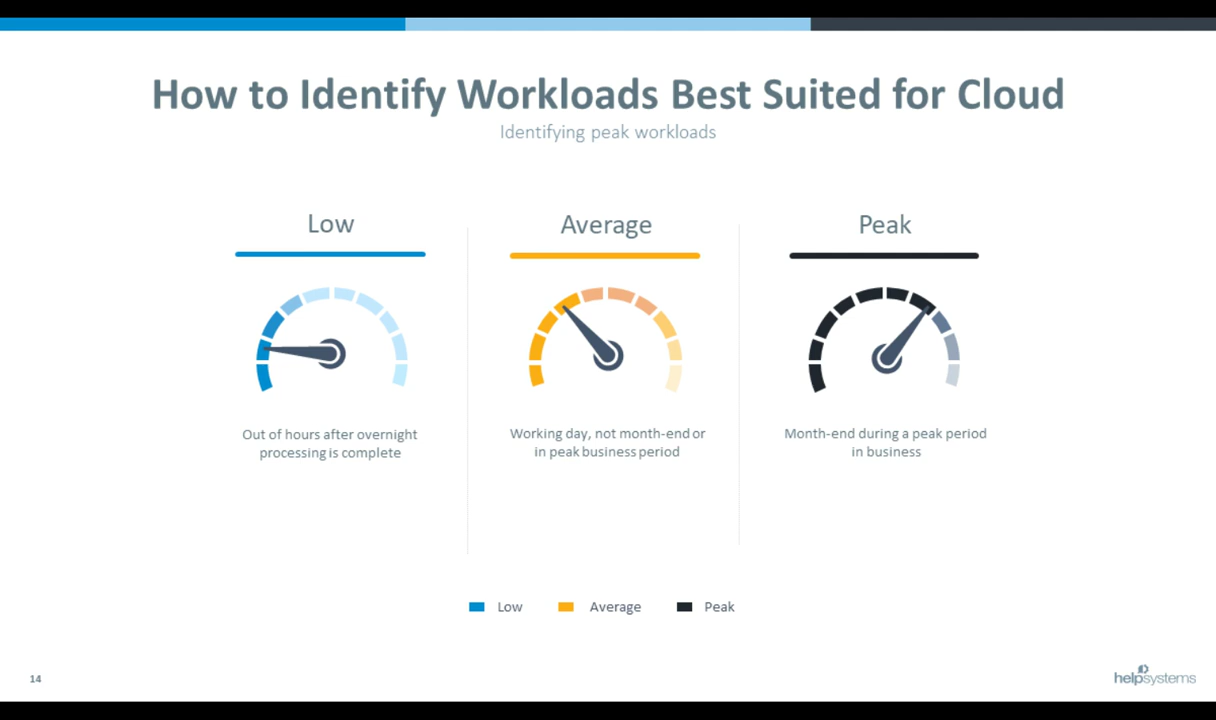 How to Identify Workloads Best Suited for Cloud
Identifying peak workloads
Low
Out of hours after overnight
processing is complete
Average
Working day, not month-end or
in peak business period
Peak
Month-end during a peak period
in business
Low
Average
Peak
14
helpsystems